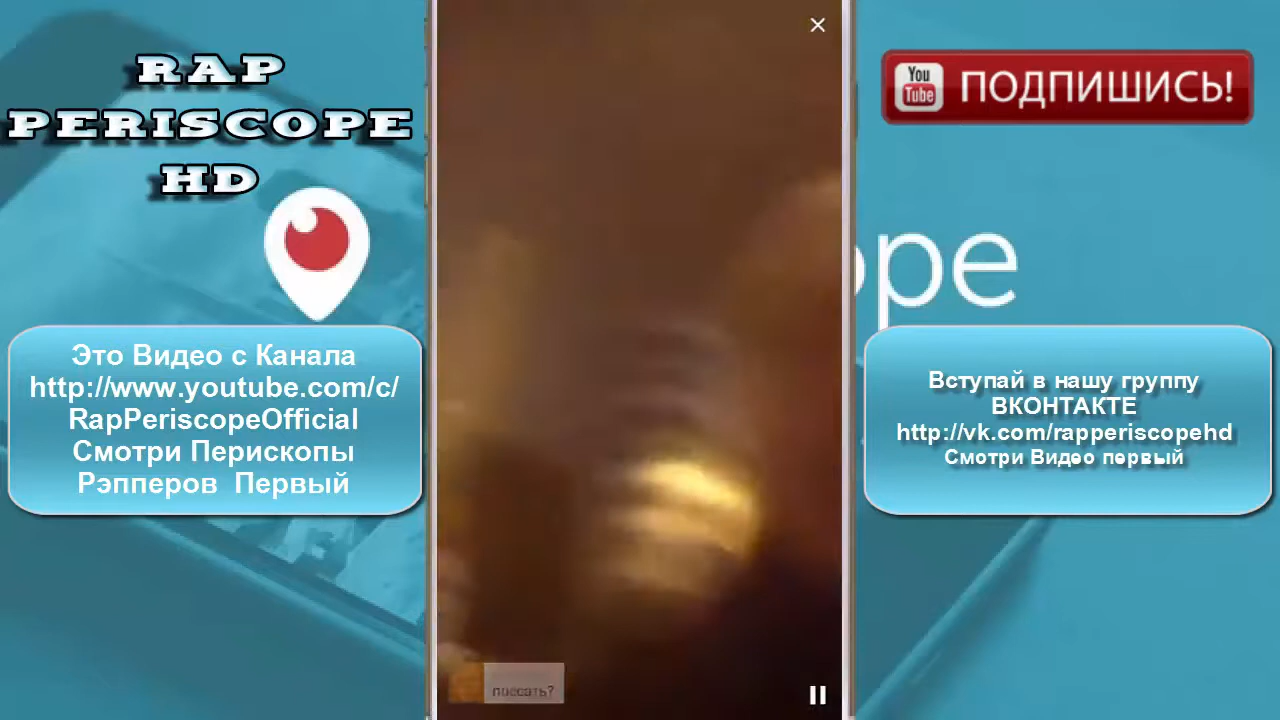 RAP
PERISCOPE
HD
Это Видео с Канала
http://www.youtube.com/c/
RapPeriscopeOfficial
Смотри Перископы
Рэпперов Первый
You
Tube
ПОДПИШИСЬ!
ope
Вступай в нашу группу
ВКОНТАКТЕ
http://vk.com/rapperiscopehd
Смотри Видео первый